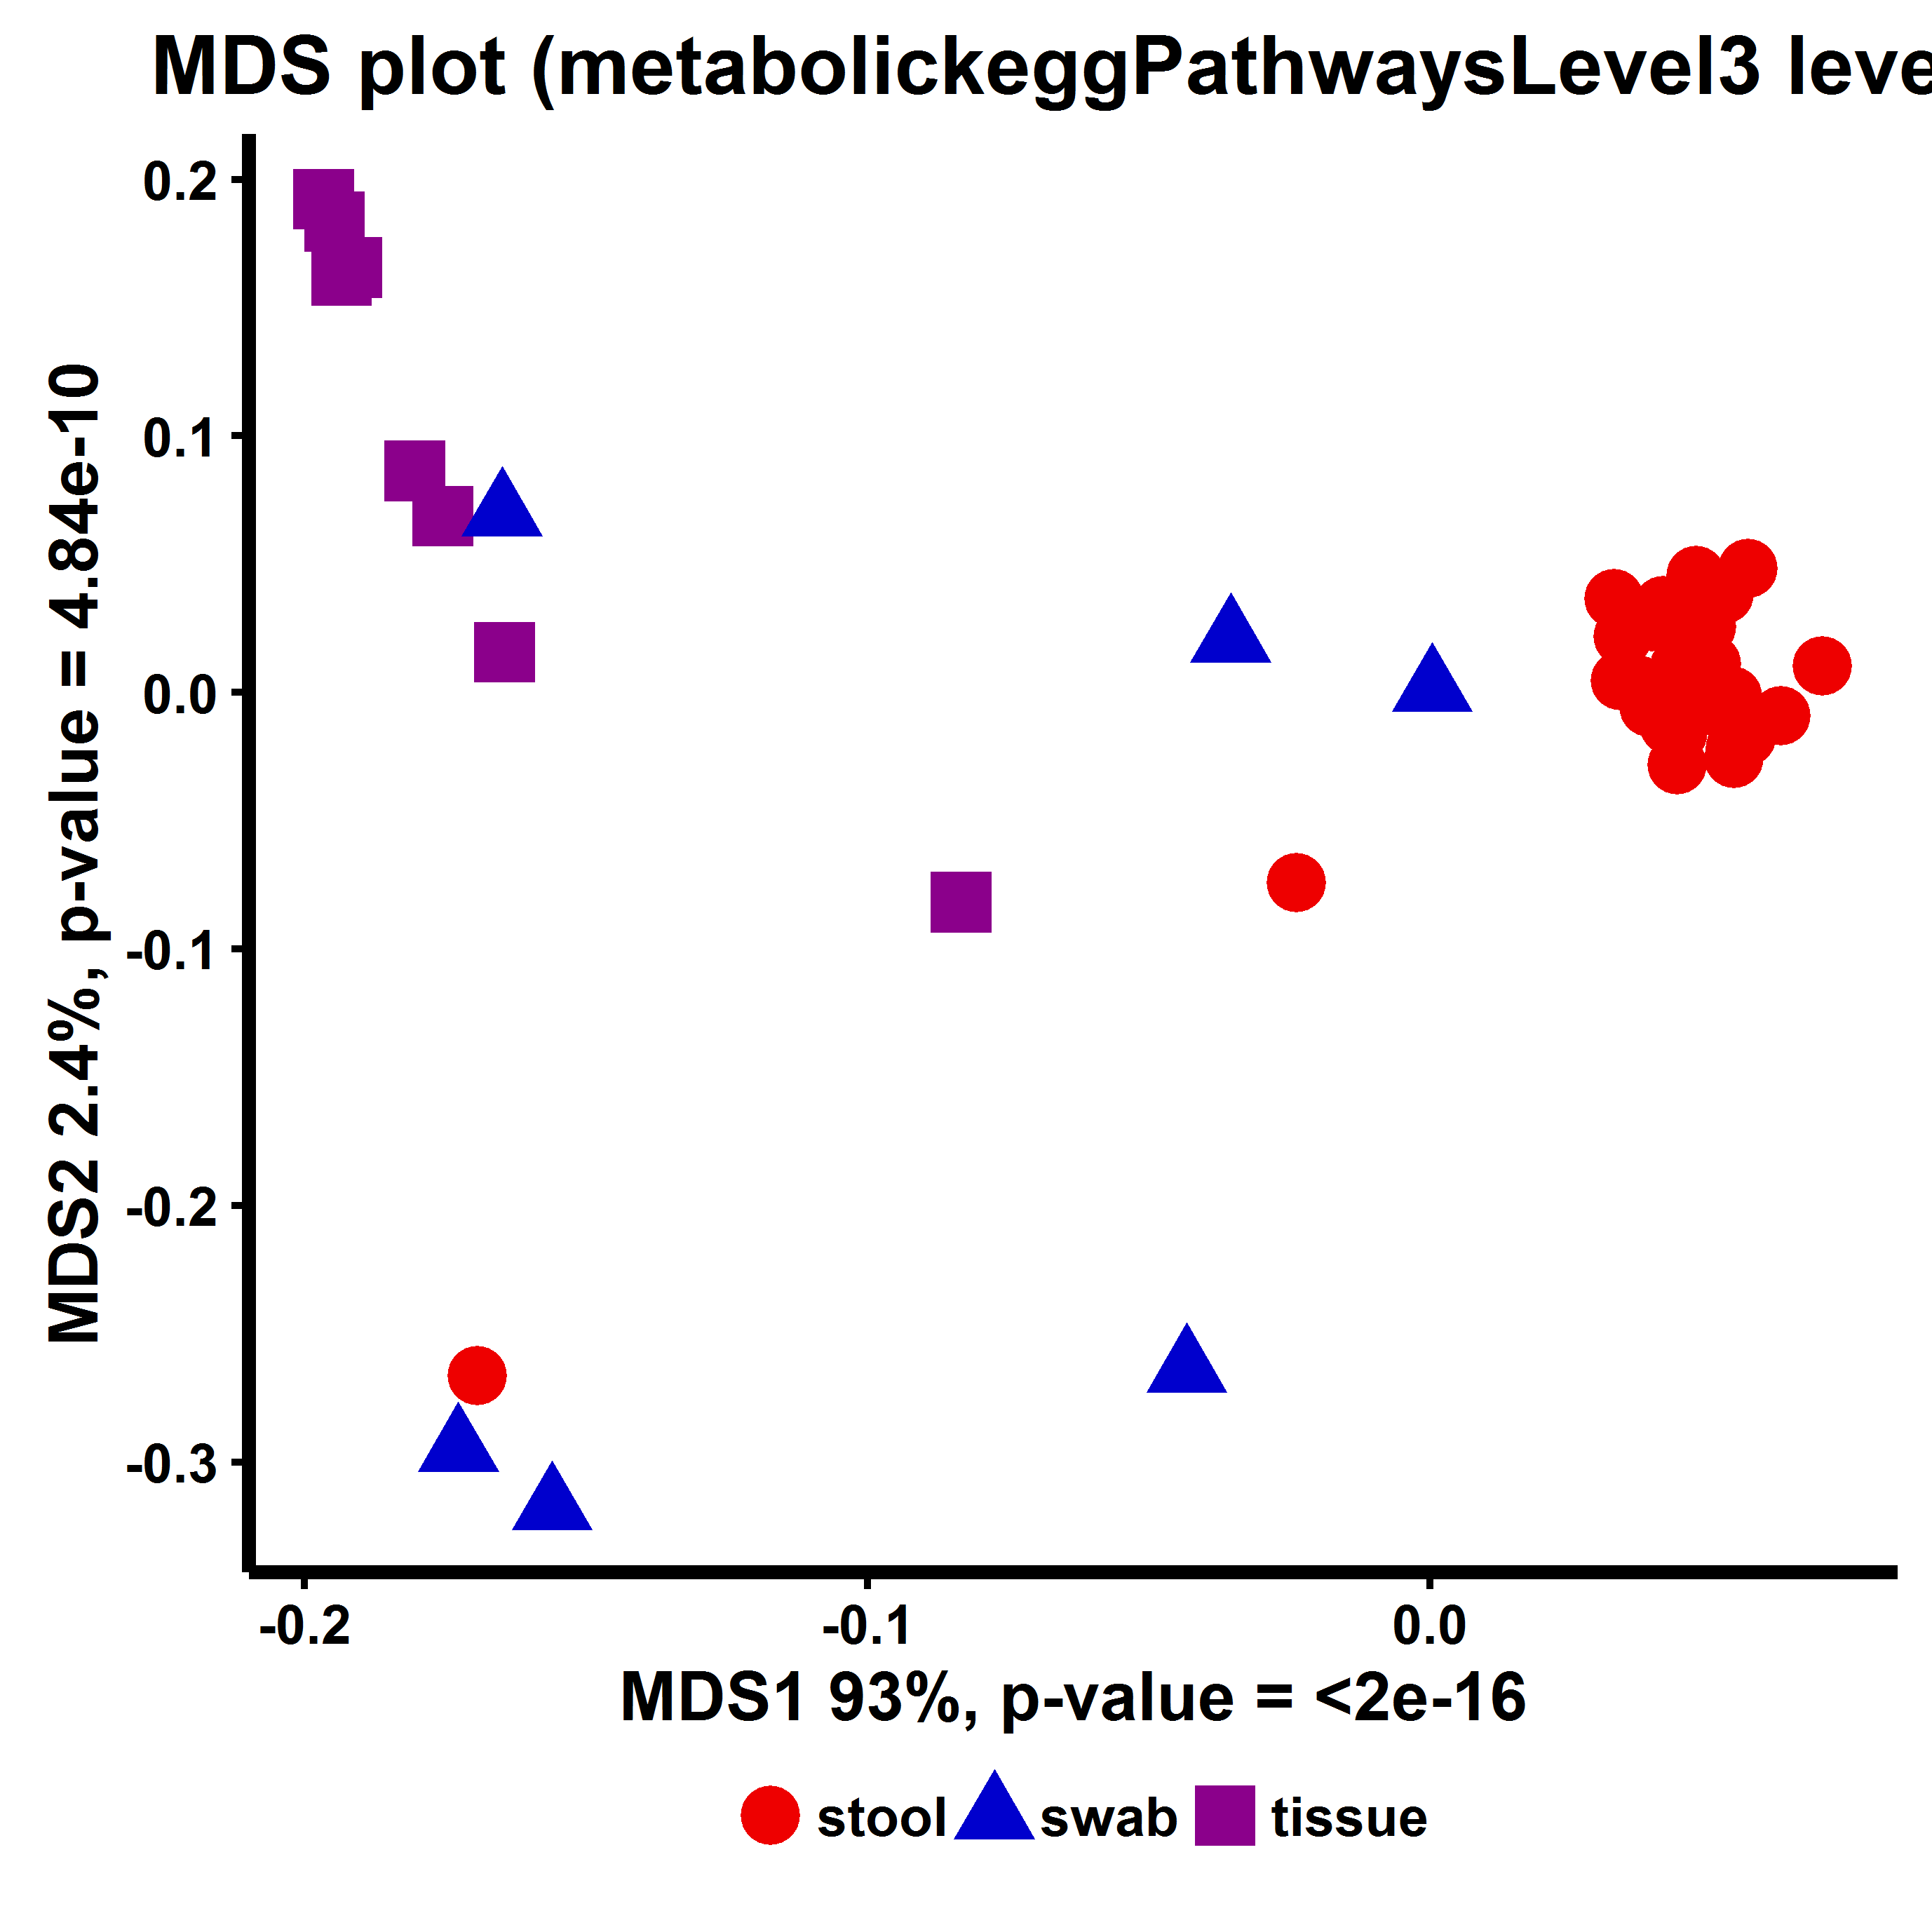 MDS plot (metabolickeggPathwaysLevel3 leve
MDS2 2.4%, p-value = 4.84e-10
0.2
0.1
0.0
-0.1
-0.2
-0.3
-0.2 -0.1 0.0
MDS1 93%, p-value = <2e-16
stool swab tissue